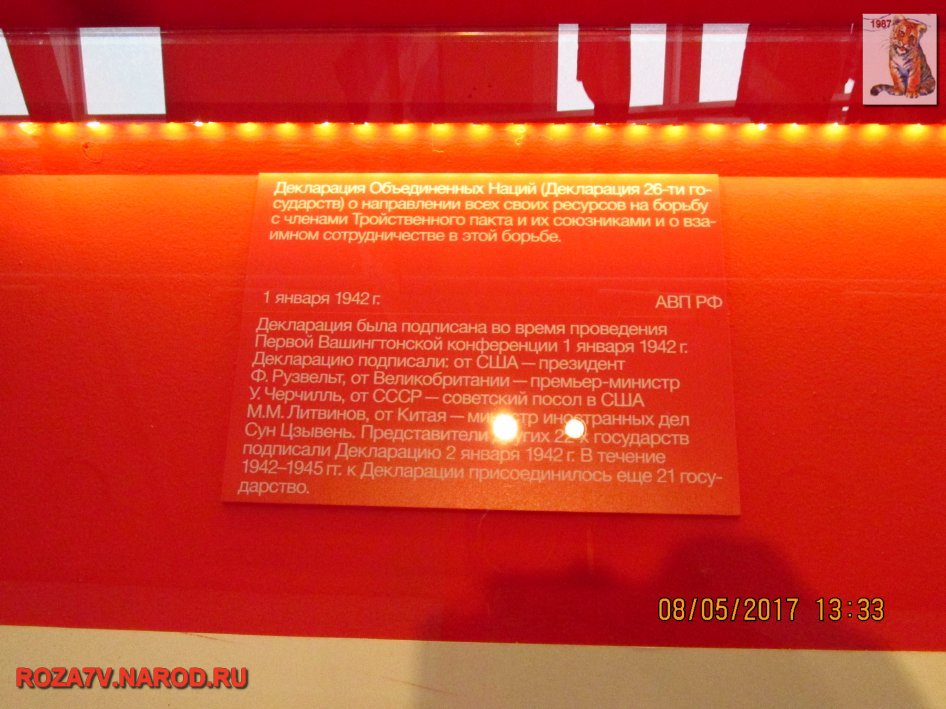 1987
Декларация Объединенных Наций (Декларация 26-ти го-
сударств) о направлении всех своих ресурсов на борьбу
с членами Тройственного пакта и их союзниками и о вза-
имном сотрудничестве в этой борьбе.
1 января 1942 г. АВП РФ
Декларация была подписана во время проведения
Первой Вашингтонской конференции 1 января 1942 г.
Декларацию подписали: от США — президент
Ф. Рузвельт, от Великобритании — премьер-министр
У. Черчилль, от СССР — советский посол в США
М.М. Литвинов, от Китая — министр иностранных дел
Сун Цзывень. Представители других 22-х государств
подписали Декларацию 2 января 1942 г. В течение
1942–1945 гг. к Декларации присоединилось еще 21 госу-
дарство.
08/05/2017 13:33
ROZA7V.NAROD.RU